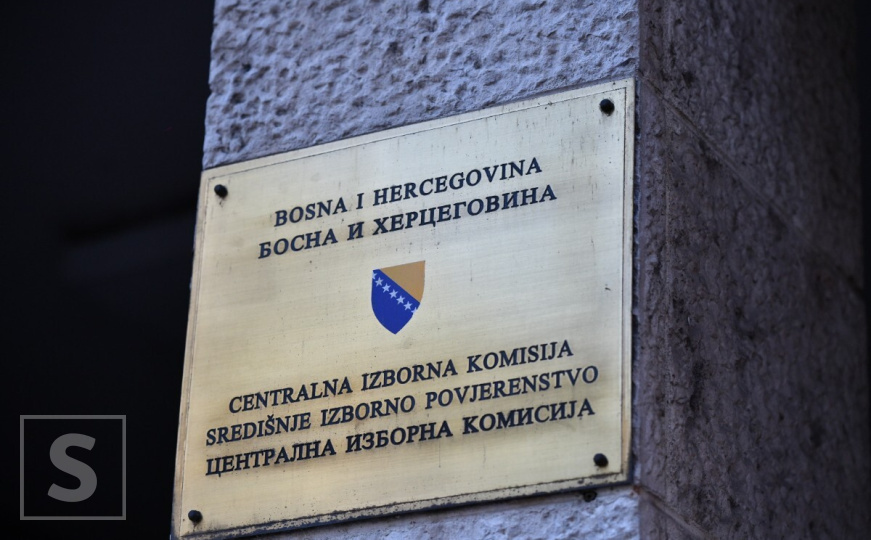 BOSNA I HERCEGOVINA
БОСНА И ХЕРЦЕГОВИНА
CENTRALNA IZBORNA KOMISIJA
SREDIŠNJE IZBORNO POVJERENSTVO
ЦЕНТРАЛНА ИЗБОРНА КОМИСИЈА
S